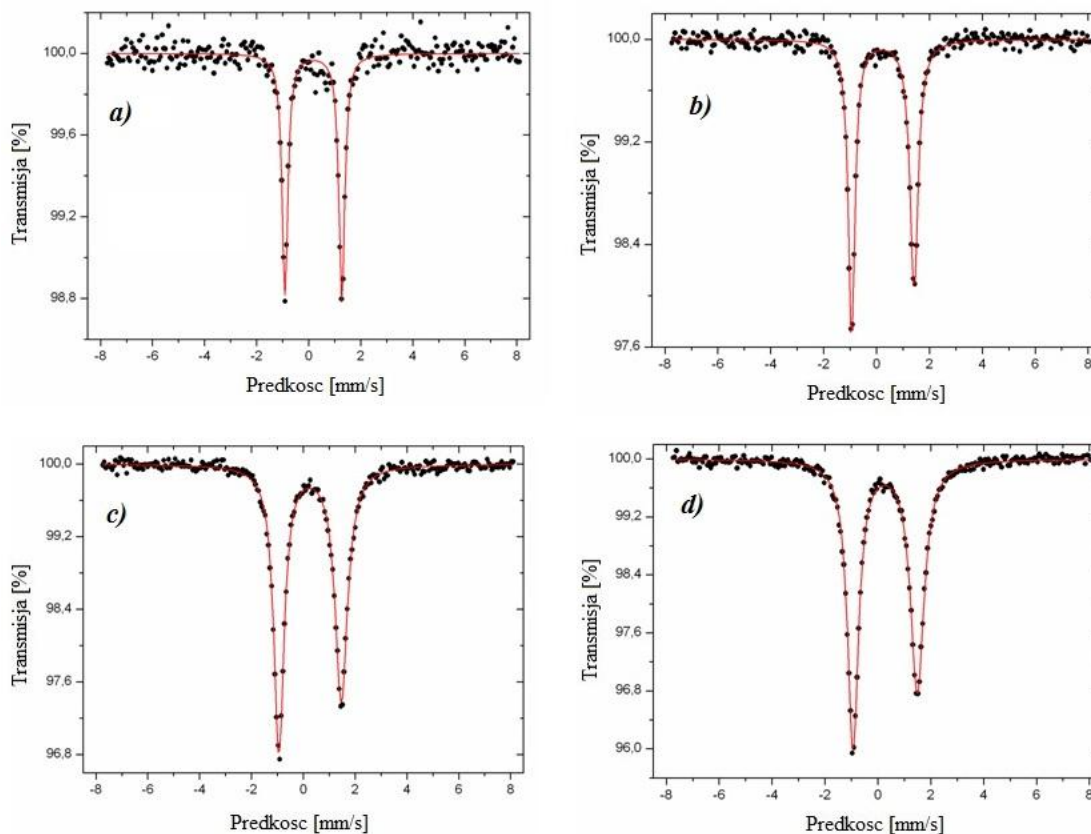 a)
Transmisja [%]
100,0
99,6
99,2
98,8
-8 -6 -4 -2 0 2 4 6 8
Predkosc [mm/s]
b)
Transmisja [%]
100,0
99,2
98,4
97,6
-8 -6 -4 -2 0 2 4 6 8
Predkosc [mm/s]
c)
Transmisja [%]
100,0
99,2
98,4
97,6
96,8
-8 -6 -4 -2 0 2 4 6 8
Predkosc [mm/s]
d)
Transmisja [%]
100,0
99,2
98,4
97,6
96,8
96,0
-8 -6 -4 -2 0 2 4 6 8
Predkosc [mm/s]